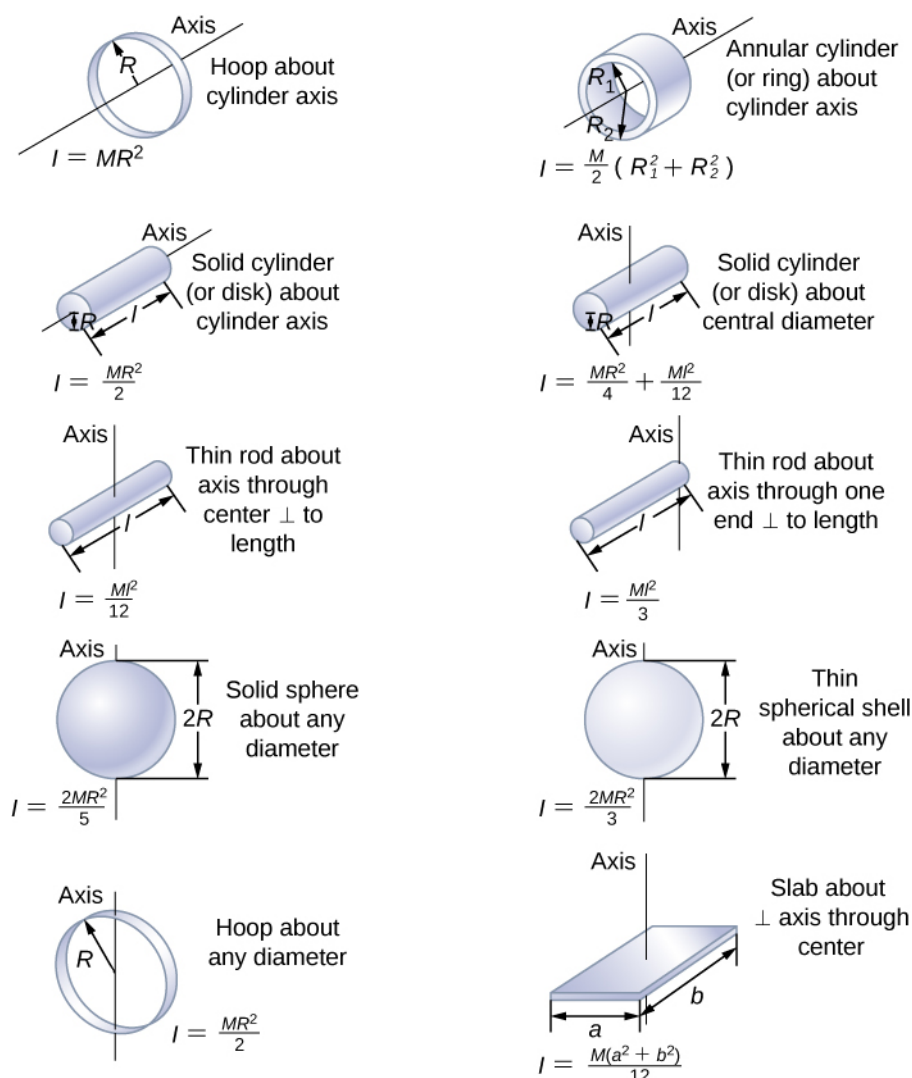 Axis
R
Hoop about
cylinder axis
I = MR²
Axis
R₁
R₂
Annular cylinder
(or ring) about
cylinder axis
I = M/2 (R₁² + R₂²)
Axis
R
l
Solid cylinder
(or disk) about
cylinder axis
I = MR²/2
Axis
R
l
Solid cylinder
(or disk) about
central diameter
I = MR²/4 + Ml²/12
Axis
l
Thin rod about
axis through
center ⊥ to
length
I = Ml²/12
Axis
l
Thin rod about
axis through one
end ⊥ to length
I = Ml²/3
Axis
2R
Solid sphere
about any
diameter
I = 2MR²/5
Axis
2R
Thin
spherical shell
about any
diameter
I = 2MR²/3
Axis
R
Hoop about
any diameter
I = MR²/2
Axis
a
b
Slab about
⊥ axis through
center
I = M(a² + b²)/12